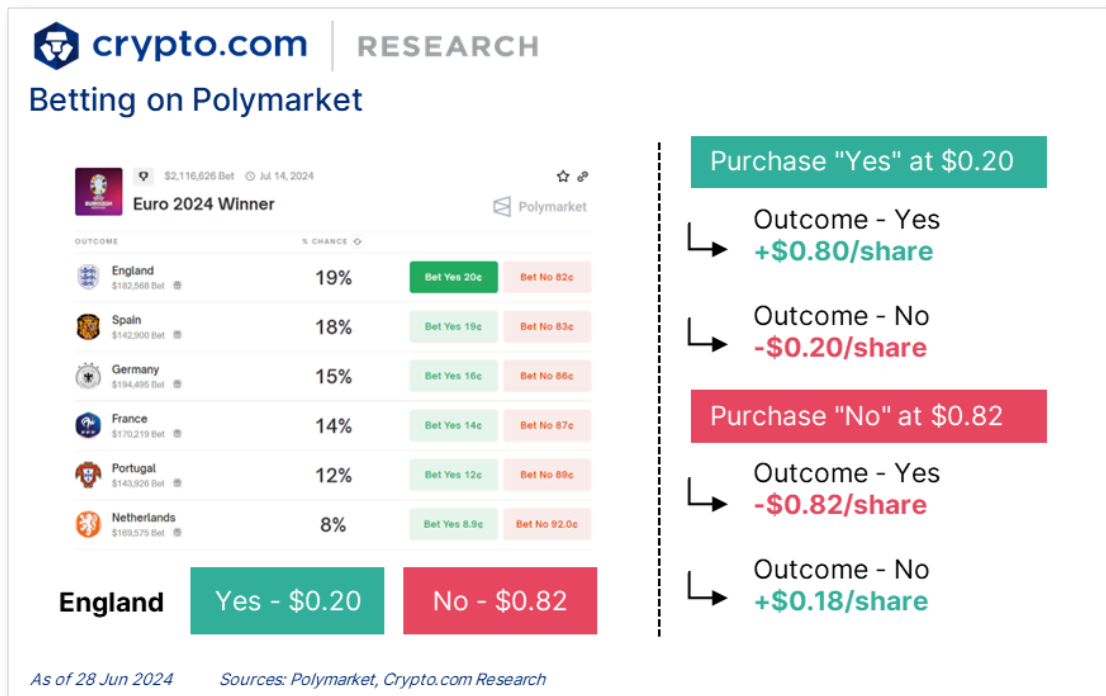 crypto.com | RESEARCH
Betting on Polymarket
$2,116,626 Bet Jul 14, 2024
Euro 2024 Winner
Polymarket
OUTCOME % CHANCE
England
$182,568 Bet
19%
Bet Yes 20¢
Bet No 82¢
Spain
$142,900 Bet
18%
Bet Yes 19¢
Bet No 83¢
Germany
$194,495 Bet
15%
Bet Yes 16¢
Bet No 86¢
France
$170,219 Bet
14%
Bet Yes 14¢
Bet No 87¢
Portugal
$143,926 Bet
12%
Bet Yes 12¢
Bet No 89¢
Netherlands
$169,575 Bet
8%
Bet Yes 8.9¢
Bet No 92.0¢
England
Yes - $0.20
No - $0.82
Purchase "Yes" at $0.20
Outcome - Yes
+$0.80/share
Outcome - No
-$0.20/share
Purchase "No" at $0.82
Outcome - Yes
-$0.82/share
Outcome - No
+$0.18/share
As of 28 Jun 2024
Sources: Polymarket, Crypto.com Research